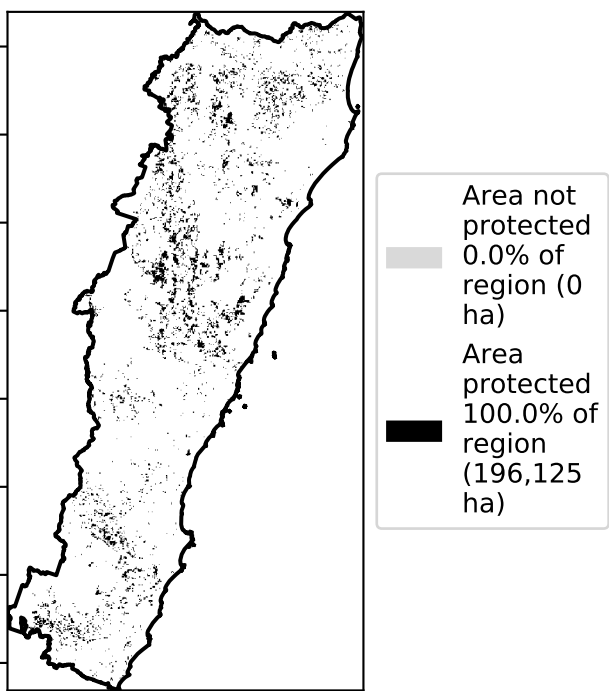 Area not
protected
0.0% of
region (0
ha)
Area
protected
100.0% of
region
(196,125
ha)